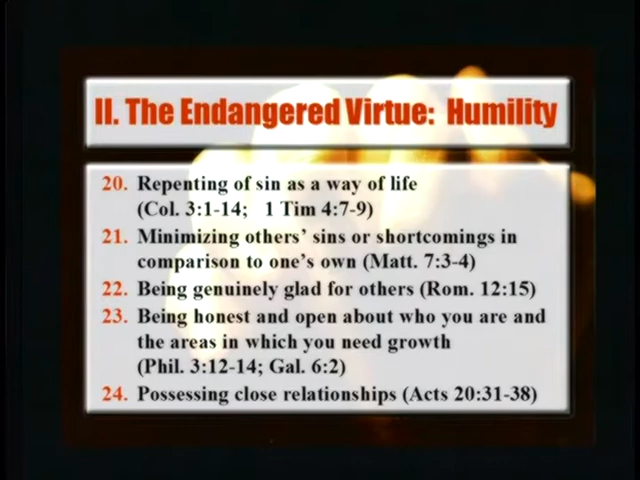 II. The Endangered Virtue: Humility
20. Repenting of sin as a way of life
(Col. 3:1-14; 1 Tim 4:7-9)
21. Minimizing others' sins or shortcomings in
comparison to one's own (Matt. 7:3-4)
22. Being genuinely glad for others (Rom. 12:15)
23. Being honest and open about who you are and
the areas in which you need growth
(Phil. 3:12-14; Gal. 6:2)
24. Possessing close relationships (Acts 20:31-38)